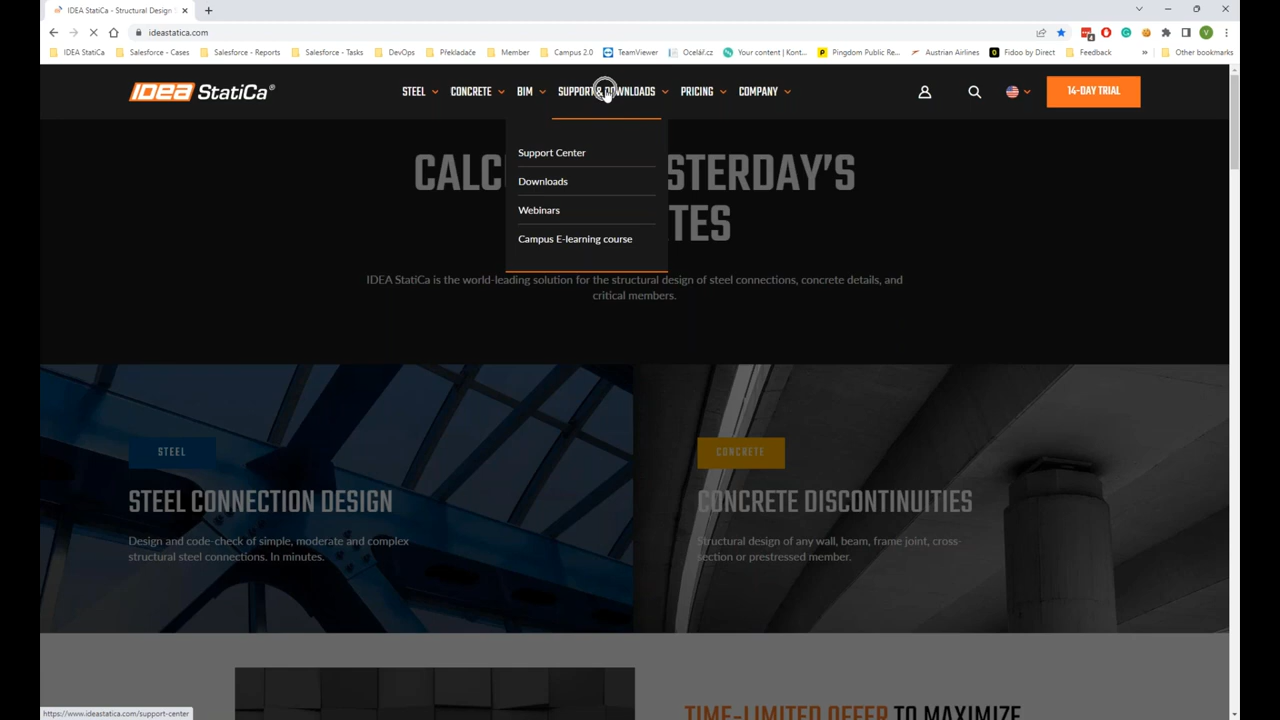 IDEA StatiCa - Structural Design
ideastatica.com
IDEA StatiCa
Salesforce - Cases
Salesforce - Reports
Salesforce - Tasks
DevOps
Překladače
Member
Campus 2.0
TeamViewer
Ocelář.cz
Your content | Kont...
Pingdom Public Re...
Austrian Airlines
Fidoo by Direct
Feedback
»
Other bookmarks
IDEA StatiCa®
STEEL
CONCRETE
BIM
SUPPORT & DOWNLOADS
PRICING
COMPANY
14-DAY TRIAL
Support Center
Downloads
Webinars
Campus E-learning course
IDEA StatiCa is the world-leading solution for the structural design of steel connections, concrete details, and
critical members.
STEEL
STEEL CONNECTION DESIGN
Design and code-check of simple, moderate and complex
structural steel connections. In minutes.
CONCRETE
CONCRETE DISCONTINUITIES
Structural design of any wall, beam, frame joint, cross-
section or prestressed member.
TIME-LIMITED OFFER TO MAXIMIZE
https://www.ideastatica.com/support-center